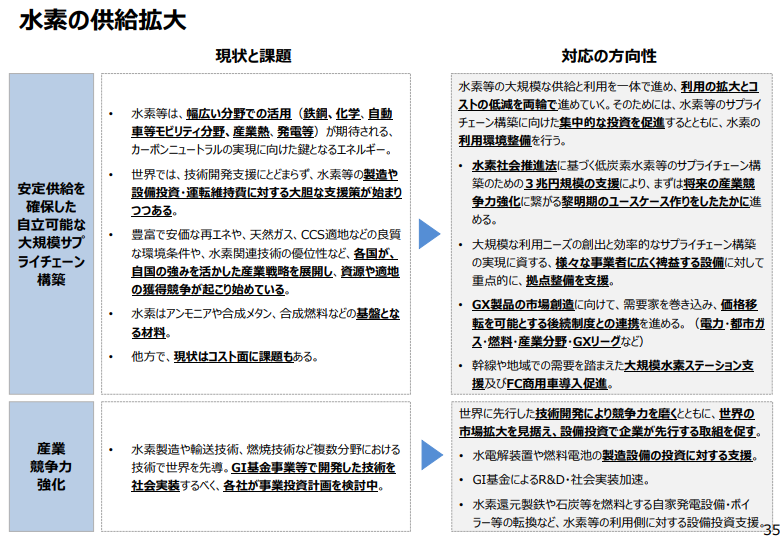 水素の供給拡大
現状と課題
対応の方向性
安定供給を
確保した
自立可能な
大規模サプ
ライチェーン
構築
• 水素等は、幅広い分野での活用（鉄鋼、化学、自動
車等モビリティ分野、産業熱、発電等）が期待される、
カーボンニュートラルの実現に向けた鍵となるエネルギー。
• 世界では、技術開発支援にとどまらず、水素等の製造や
設備投資・運転維持費に対する大胆な支援策が始まり
つつある。
• 豊富で安価な再エネや、天然ガス、CCS適地などの良質
な環境条件や、水素関連技術の優位性など、各国が、
自国の強みを活かした産業戦略を展開し、資源や適地
の獲得競争が起こり始めている。
• 水素はアンモニアや合成メタン、合成燃料などの基盤とな
る材料。
• 他方で、現状はコスト面に課題もある。
水素等の大規模な供給と利用を一体で進め、利用の拡大とコ
ストの低減を両輪で進めていく。そのためには、水素等のサプライ
チェーン構築に向けた集中的な投資を促進するとともに、水素の
利用環境整備を行う。
• 水素社会推進法に基づく低炭素水素等のサプライチェーン構
築のための３兆円規模の支援により、まずは将来の産業競
争力強化に繋がる黎明期のユースケース作りをしたたかに進
める。
• 大規模な利用ニーズの創出と効率的なサプライチェーン構築
の実現に資する、様々な事業者に広く裨益する設備に対して
重点的に、拠点整備を支援。
• GX製品の市場創造に向けて、需要家を巻き込み、価格移
転を可能とする後続制度との連携を進める。（電力・都市ガ
ス・燃料・産業分野・GXリーグなど）
• 幹線や地域での需要を踏まえた大規模水素ステーション支
援及びFC商用車導入促進。
産業
競争力
強化
• 水素製造や輸送技術、燃焼技術など複数分野における
技術で世界を先導。GI基金事業等で開発した技術を
社会実装するべく、各社が事業投資計画を検討中。
世界に先行した技術開発により競争力を磨くとともに、世界の
市場拡大を見据え、設備投資で企業が先行する取組を促す。
• 水電解装置や燃料電池の製造設備の投資に対する支援。
• GI基金によるR&D・社会実装加速。
• 水素還元製鉄や石炭等を燃料とする自家発電設備・ボイ
ラー等の転換など、水素等の利用側に対する設備投資支援。
35